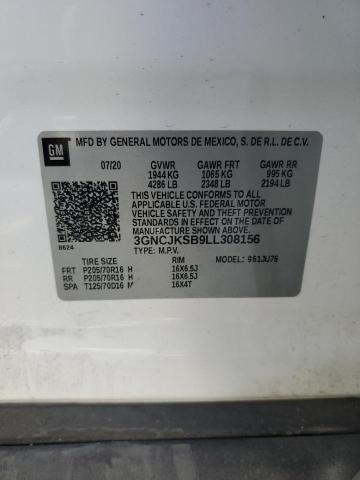 GM
MFD BY GENERAL MOTORS DE MEXICO, S. DE R.L. DE C.V.
07/20 GVWR GAWR FRT GAWR RR
1944 KG 1065 KG 995 KG
4286 LB 2348 LB 2194 LB
THIS VEHICLE CONFORMS TO ALL APPLICABLE
U.S. FEDERAL MOTOR VEHICLE SAFETY, BUMPER,
AND THEFT PREVENTION STANDARDS IN EFFECT ON
THE DATE OF MANUFACTURE SHOWN ABOVE.
3GNCJKSB9LL308156
8624 TYPE: M.P.V. MODEL: 961JU76
TIRE SIZE RIM
FRT P205/70R16 H 16X6.5J
RR P205/70R16 H 16X6.5J
SPA T125/70D16 M 16X4T